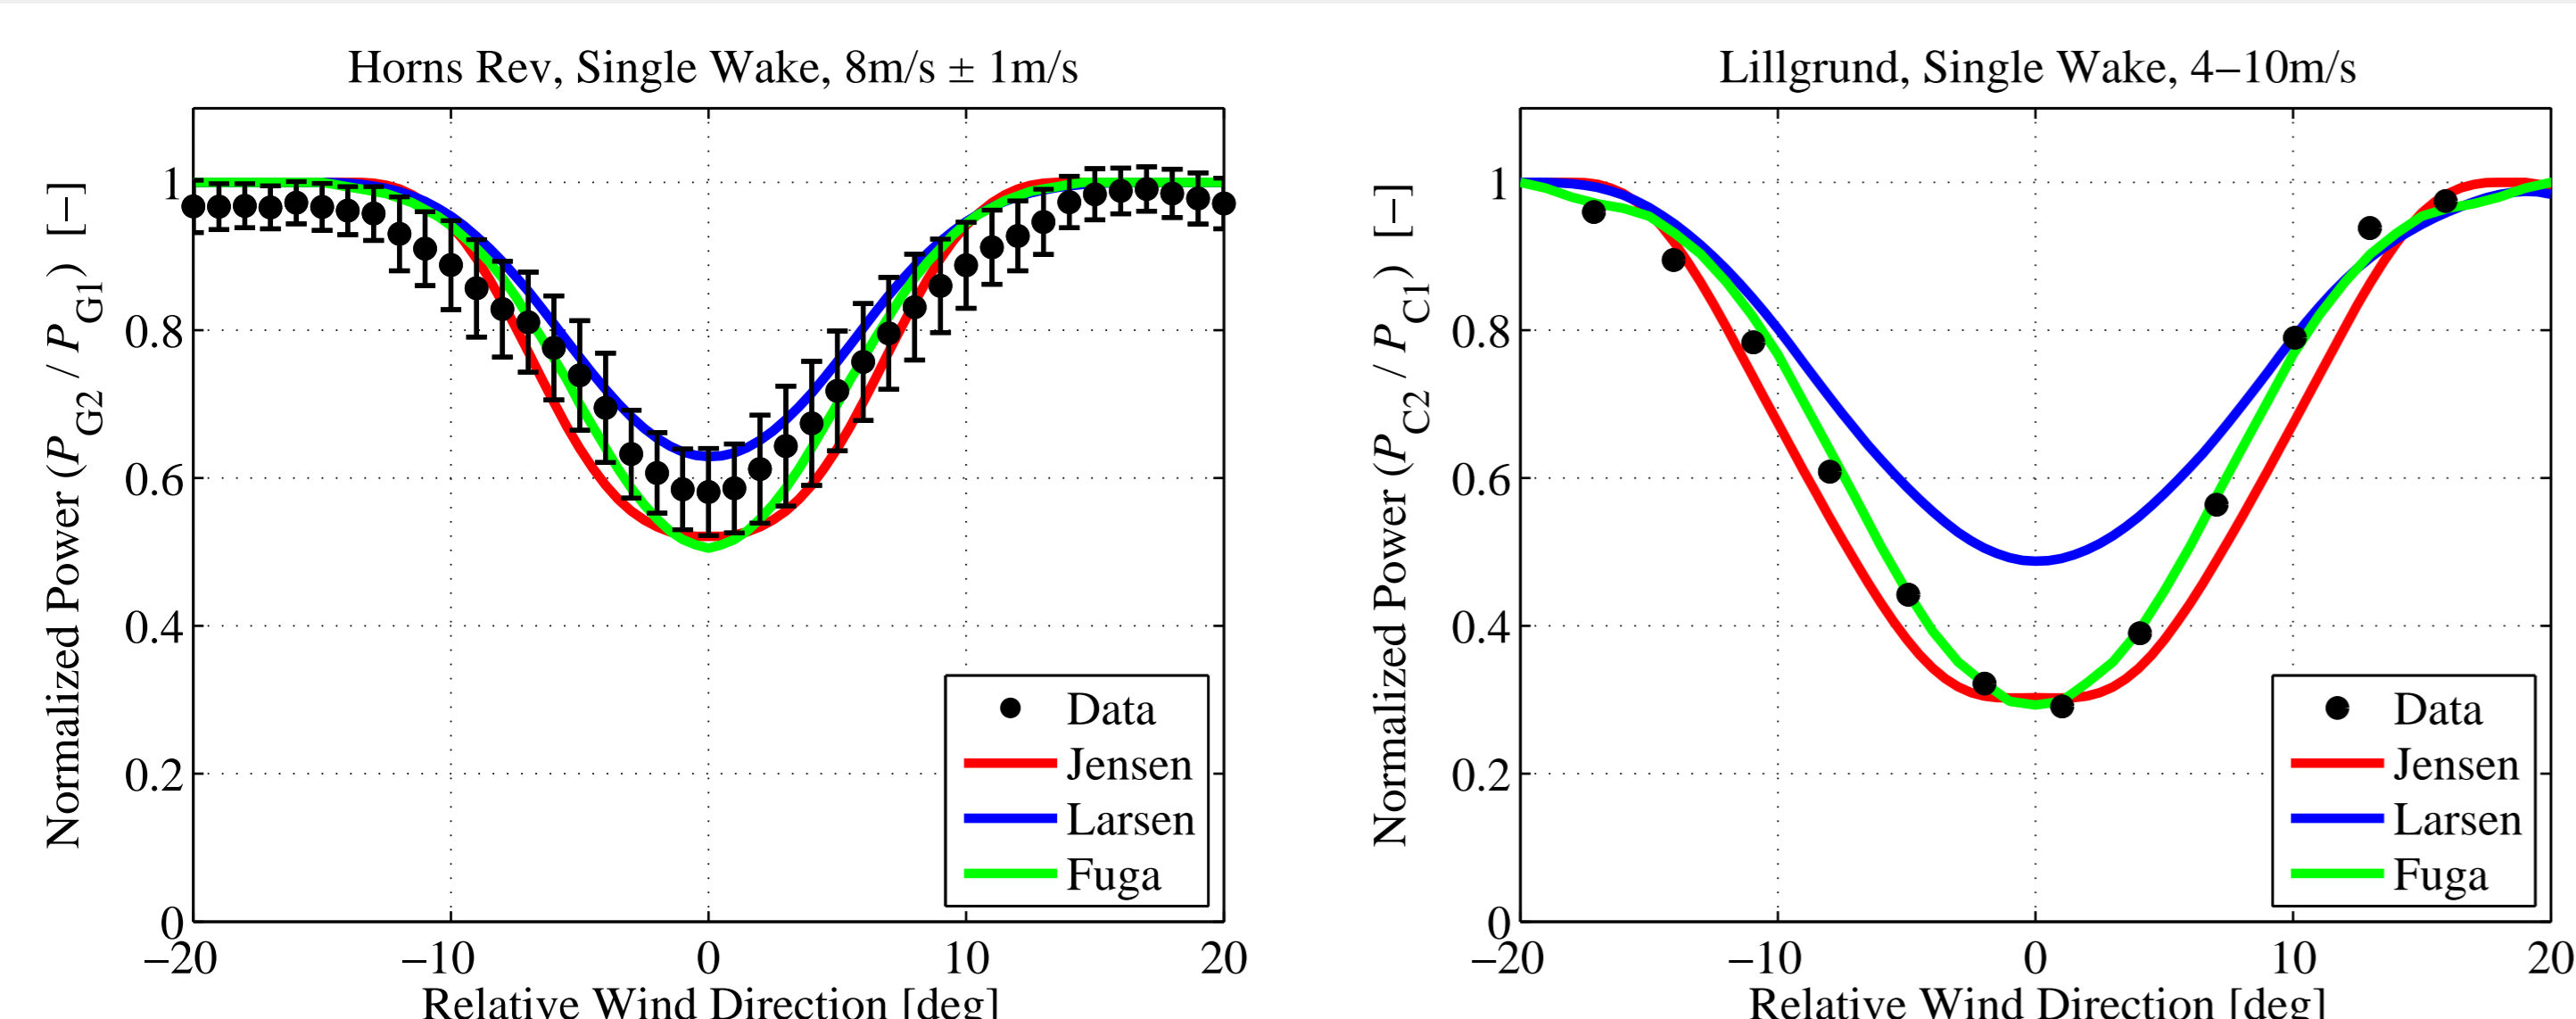 Horns Rev, Single Wake, 8m/s ± 1m/s
Normalized Power (P_G2 / P_G1) [−]
1
0.8
0.6
0.4
0.2
0
−20
−10
0
10
20
Relative Wind Direction [deg]
Data
Jensen
Larsen
Fuga
Lillgrund, Single Wake, 4−10m/s
Normalized Power (P_C2 / P_C1) [−]
1
0.8
0.6
0.4
0.2
0
−20
−10
0
10
20
Relative Wind Direction [deg]
Data
Jensen
Larsen
Fuga